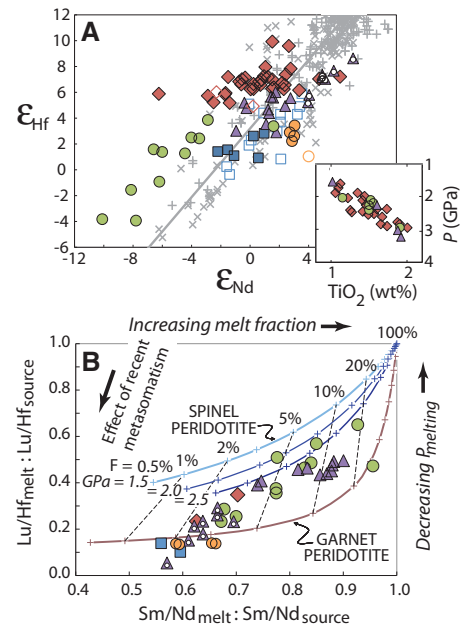 A
12
10
8
6
4
2
0
-2
-4
-6
εHf
-12
-8
-4
0
4
εNd
1
2
3
4
P (GPa)
1
2
TiO2 (wt%)
Increasing melt fraction
100%
B
1.0
0.8
0.6
0.4
0.2
0.0
Lu/Hfmelt : Lu/Hfsource
Effect of recent
metasomatism
20%
10%
5%
2%
1%
F = 0.5%
SPINEL
PERIDOTITE
GPa = 1.5
= 2.0
= 2.5
GARNET
PERIDOTITE
Decreasing Pmelting
0.4
0.5
0.6
0.7
0.8
0.9
1.0
Sm/Ndmelt : Sm/Ndsource